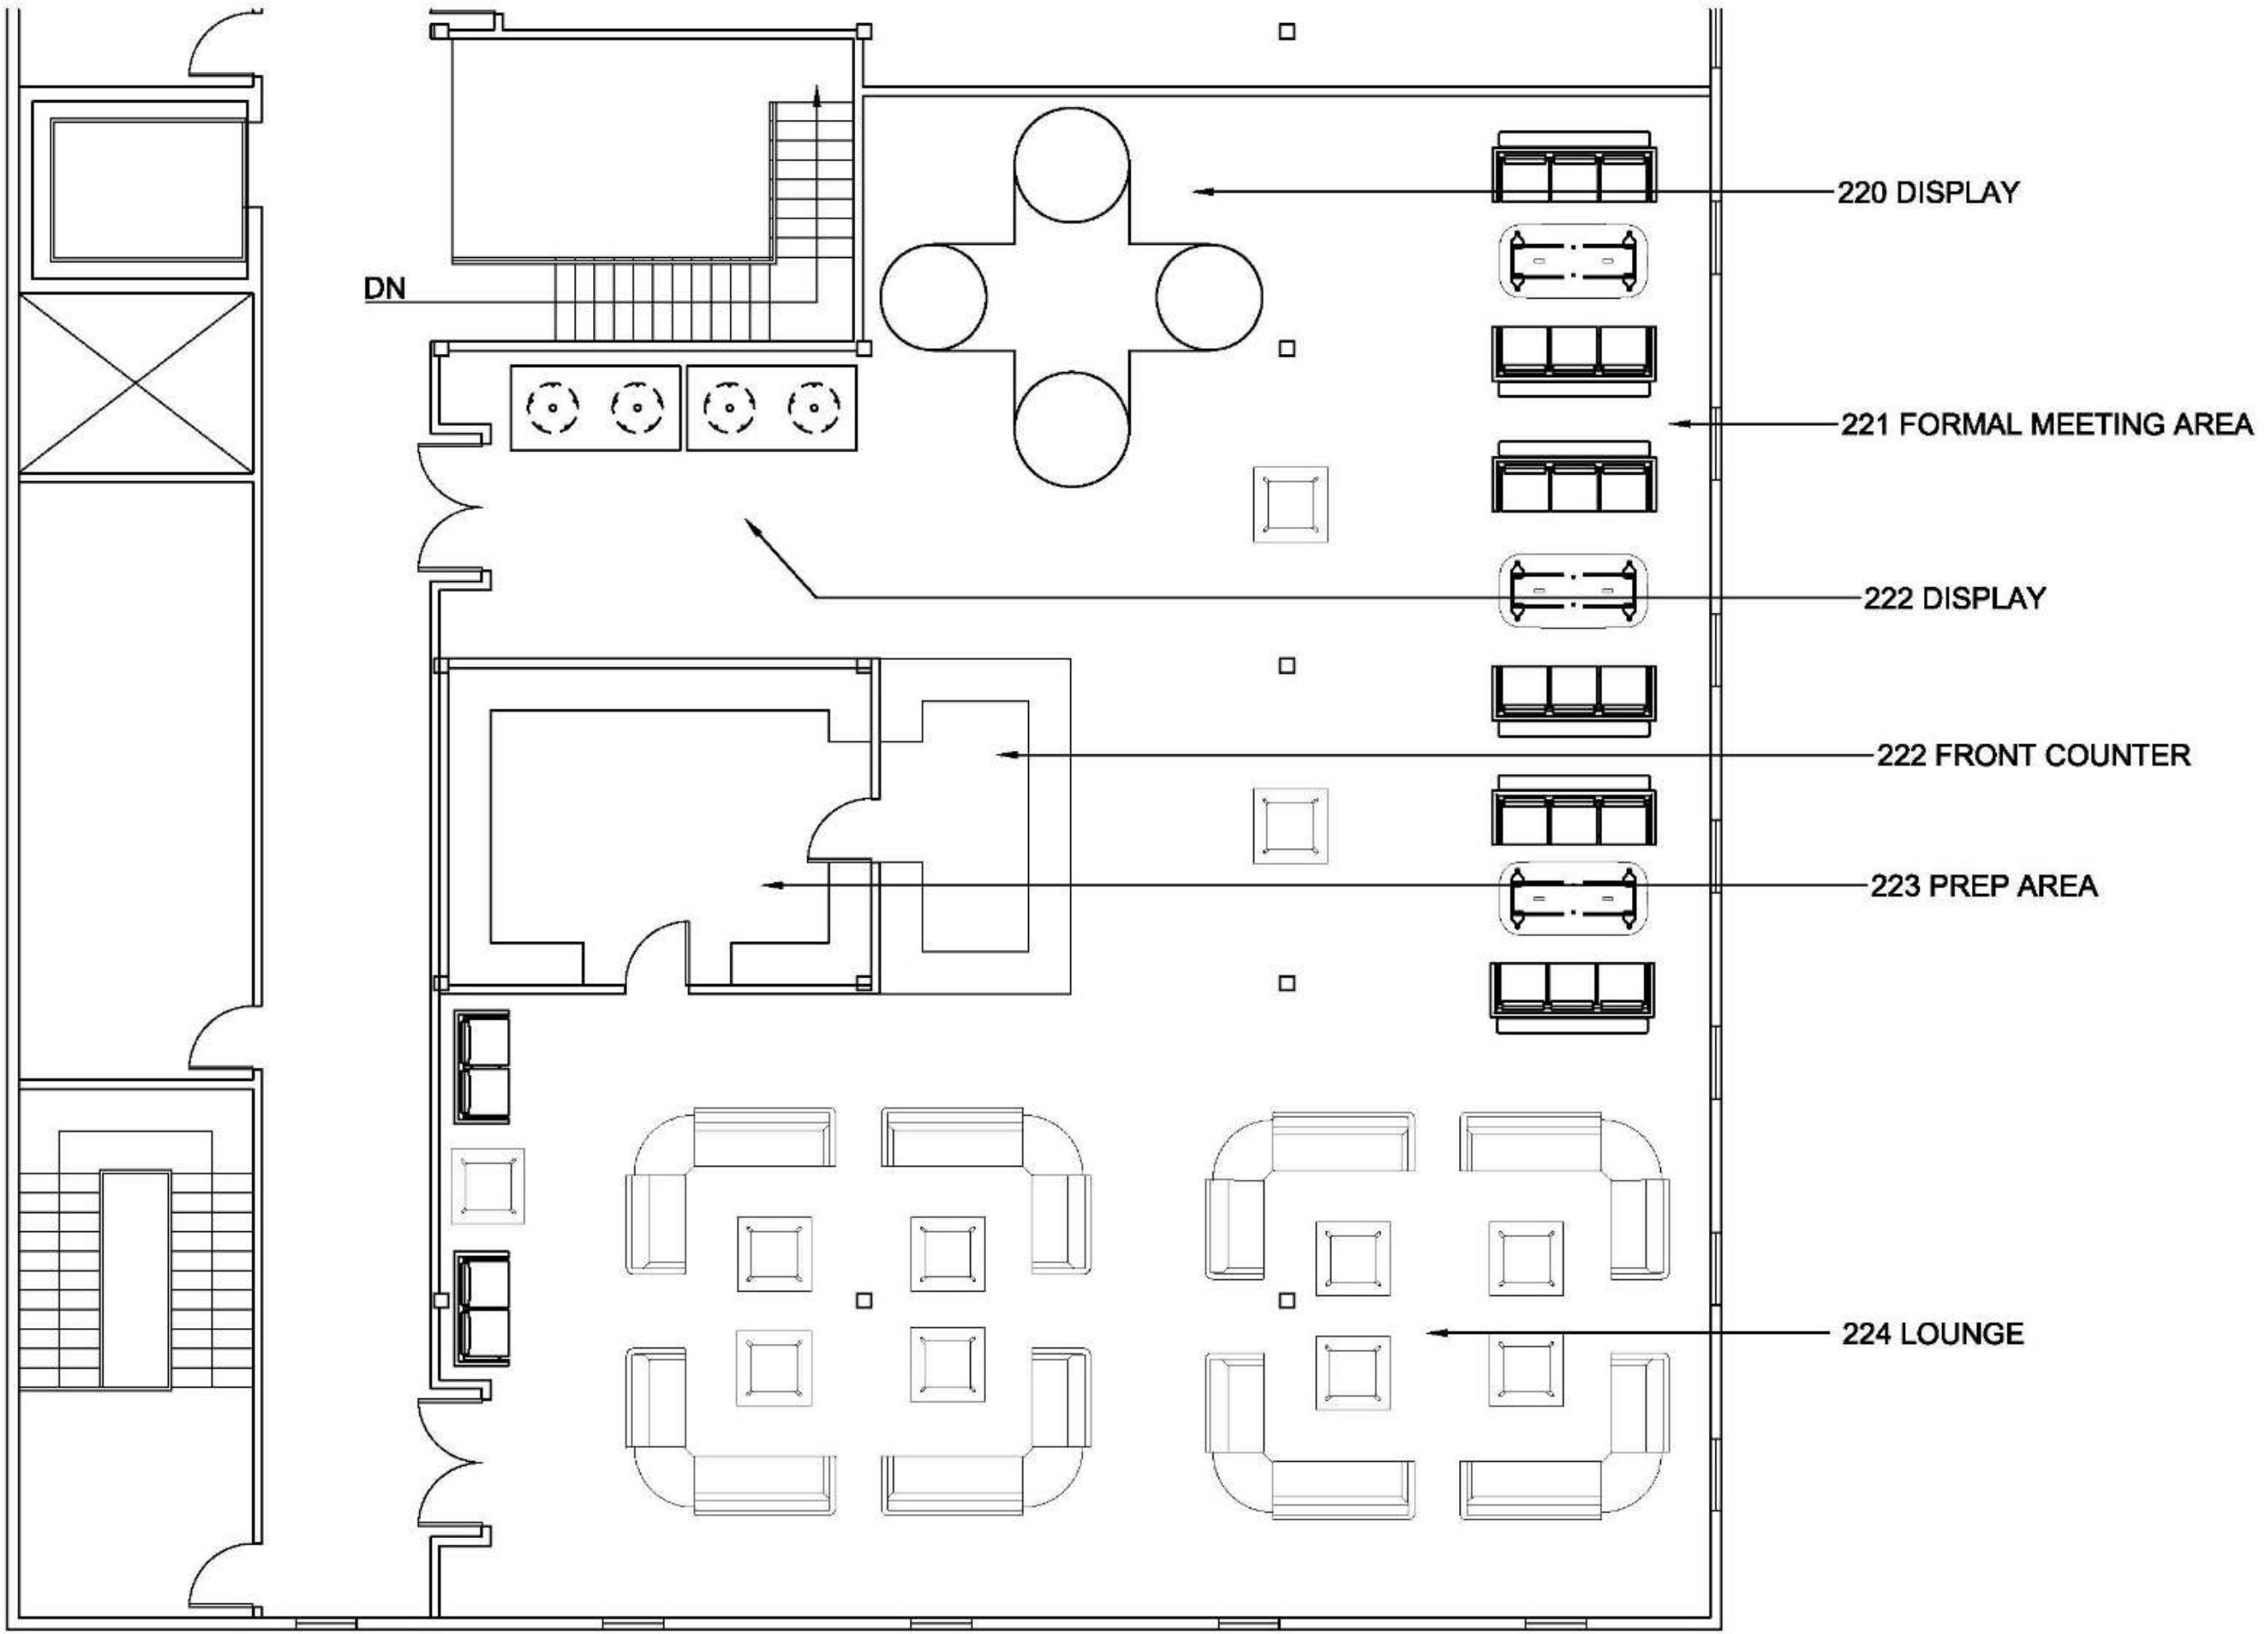 220 DISPLAY
DN
221 FORMAL MEETING AREA
222 DISPLAY
222 FRONT COUNTER
223 PREP AREA
224 LOUNGE